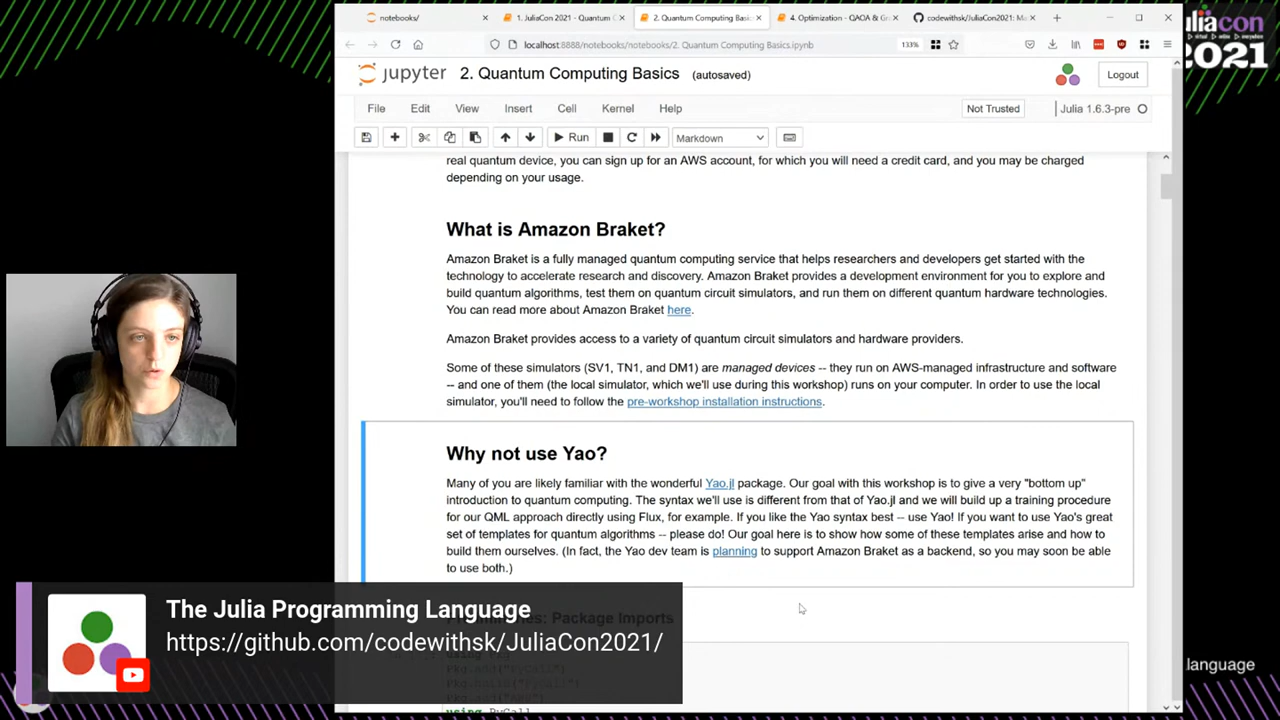 notebooks/
1. JuliaCon 2021 - Quantum C
2. Quantum Computing Basic
4. Optimization - QAOA & Gr
codewithsk/JuliaCon2021: Ma
localhost:8888/notebooks/notebooks/2. Quantum Computing Basics.ipynb
133%
juliacon
2021
jupyter
2. Quantum Computing Basics (autosaved)
Logout
File Edit View Insert Cell Kernel Help
Not Trusted
Julia 1.6.3-pre
Run
Markdown
real quantum device, you can sign up for an AWS account, for which you will need a credit card, and you may be charged
depending on your usage.
What is Amazon Braket?
Amazon Braket is a fully managed quantum computing service that helps researchers and developers get started with the
technology to accelerate research and discovery. Amazon Braket provides a development environment for you to explore and
build quantum algorithms, test them on quantum circuit simulators, and run them on different quantum hardware technologies.
You can read more about Amazon Braket here.
Amazon Braket provides access to a variety of quantum circuit simulators and hardware providers.
Some of these simulators (SV1, TN1, and DM1) are managed devices -- they run on AWS-managed infrastructure and software
-- and one of them (the local simulator, which we'll use during this workshop) runs on your computer. In order to use the local
simulator, you'll need to follow the pre-workshop installation instructions.
Why not use Yao?
Many of you are likely familiar with the wonderful Yao.jl package. Our goal with this workshop is to give a very "bottom up"
introduction to quantum computing. The syntax we'll use is different from that of Yao.jl and we will build up a training procedure
for our QML approach directly using Flux, for example. If you like the Yao syntax best -- use Yao! If you want to use Yao's great
set of templates for quantum algorithms -- please do! Our goal here is to show how some of these templates arise and how to
build them ourselves. (In fact, the Yao dev team is planning to support Amazon Braket as a backend, so you may soon be able
to use both.)
Preliminaries: Package Imports
using PyCall
The Julia Programming Language
https://github.com/codewithsk/JuliaCon2021/
language